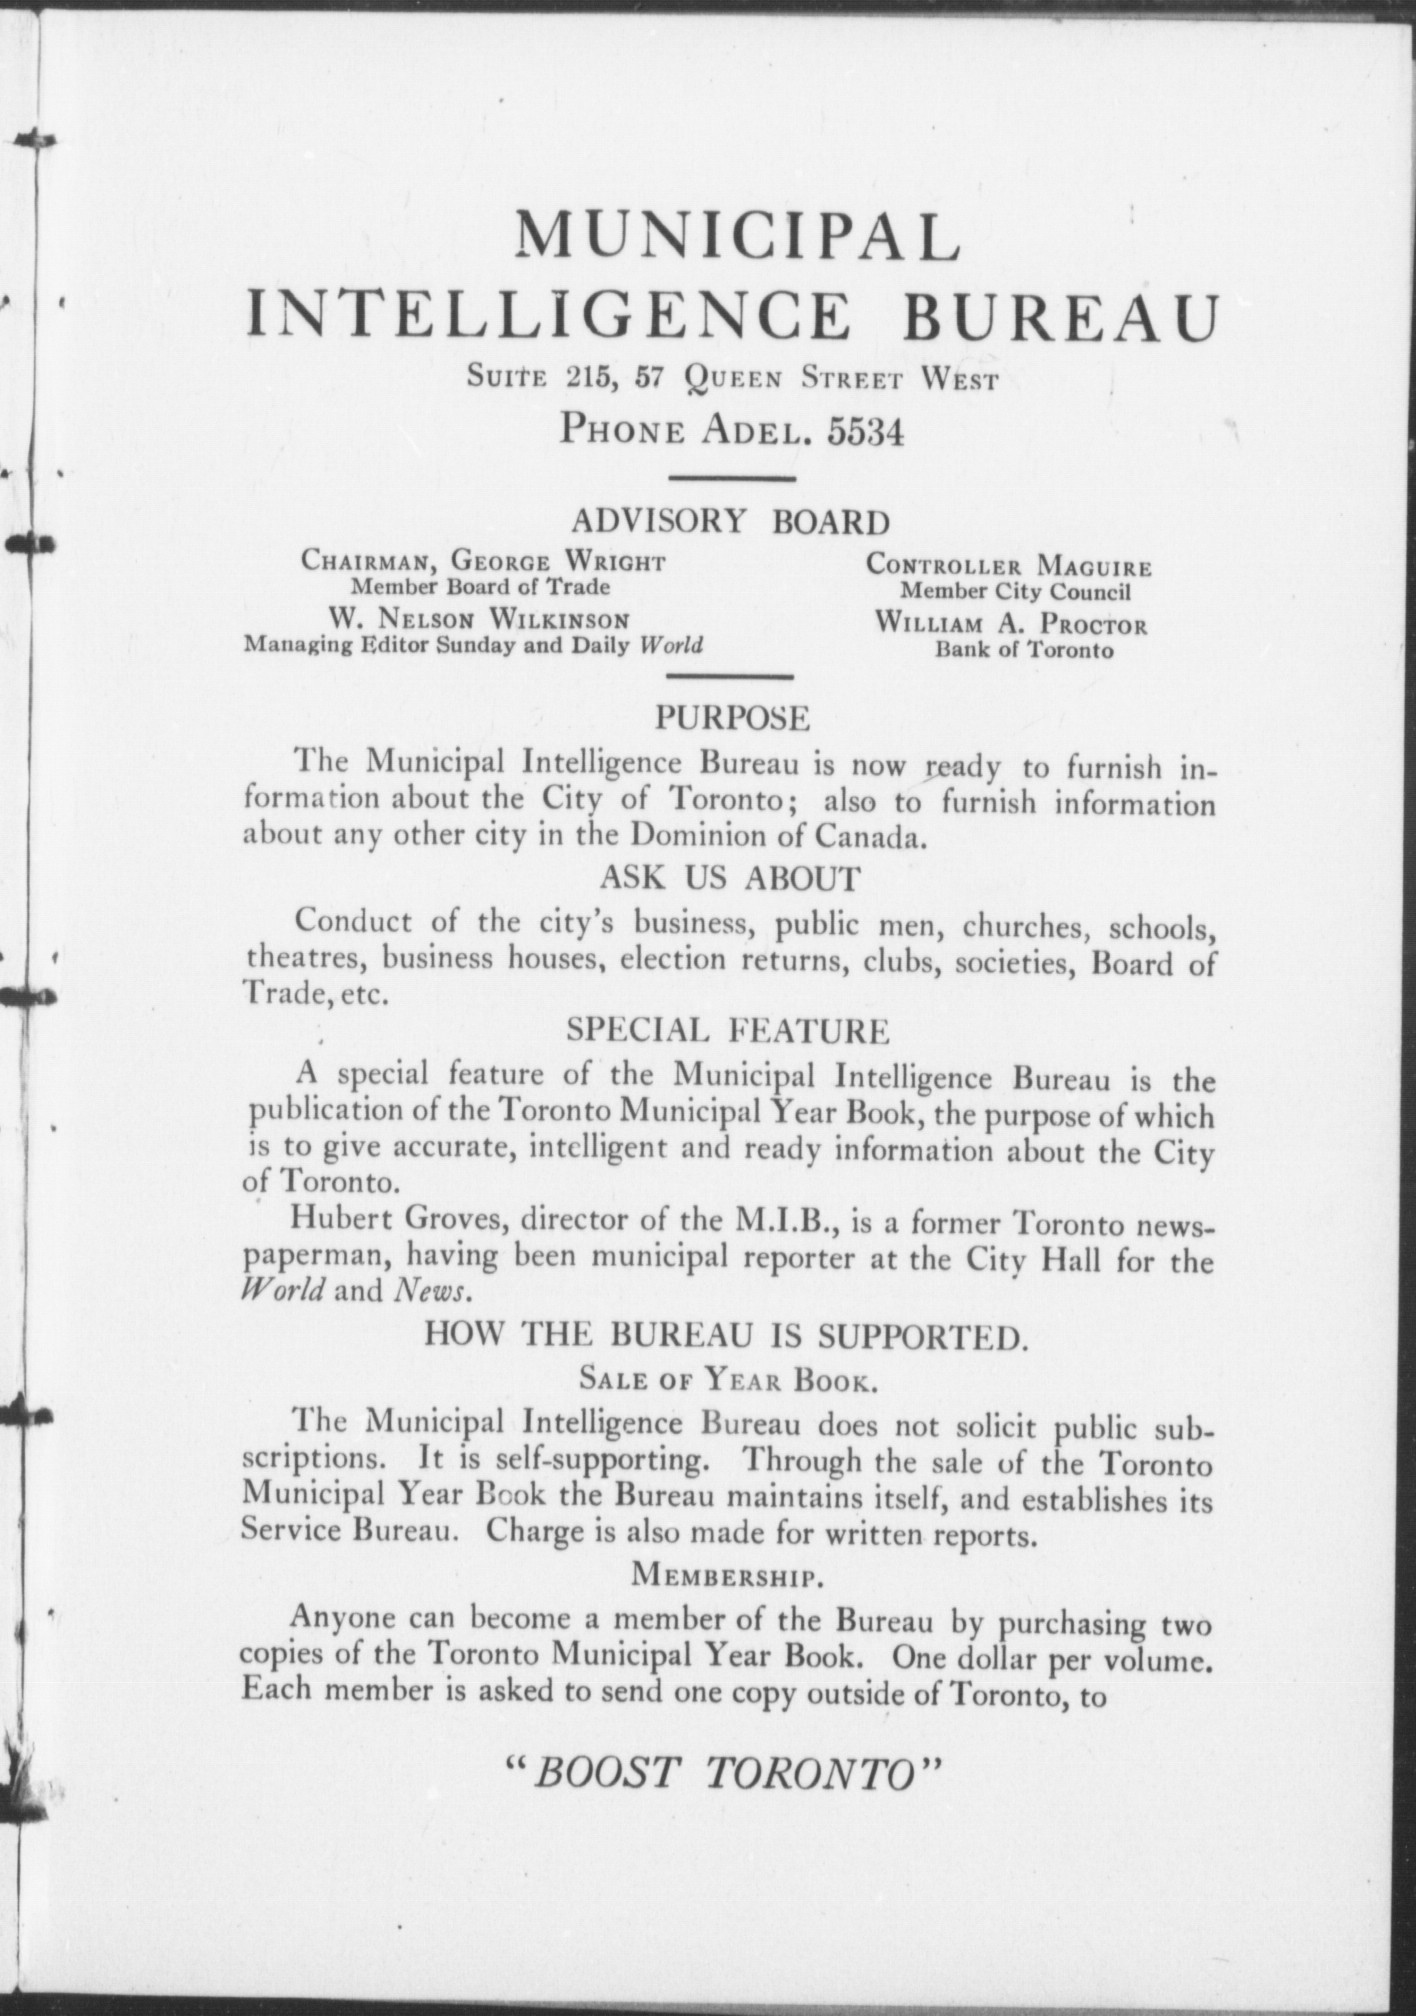 MUNICIPAL
INTELLIGENCE BUREAU
SUITE 215, 57 QUEEN STREET WEST
PHONE ADEL. 5534
ADVISORY BOARD
CHAIRMAN, GEORGE WRIGHT
Member Board of Trade
W. NELSON WILKINSON
Managing Editor Sunday and Daily World
CONTROLLER MAGUIRE
Member City Council
WILLIAM A. PROCTOR
Bank of Toronto
PURPOSE
The Municipal Intelligence Bureau is now ready to furnish in-
formation about the City of Toronto; also to furnish information
about any other city in the Dominion of Canada.
ASK US ABOUT
Conduct of the city's business, public men, churches, schools,
theatres, business houses, election returns, clubs, societies, Board of
Trade, etc.
SPECIAL FEATURE
A special feature of the Municipal Intelligence Bureau is the
publication of the Toronto Municipal Year Book, the purpose of which
is to give accurate, intelligent and ready information about the City
of Toronto.
Hubert Groves, director of the M.I.B., is a former Toronto news-
paperman, having been municipal reporter at the City Hall for the
World and News.
HOW THE BUREAU IS SUPPORTED.
SALE OF YEAR BOOK.
The Municipal Intelligence Bureau does not solicit public sub-
scriptions. It is self-supporting. Through the sale of the Toronto
Municipal Year Book the Bureau maintains itself, and establishes its
Service Bureau. Charge is also made for written reports.
MEMBERSHIP.
Anyone can become a member of the Bureau by purchasing two
copies of the Toronto Municipal Year Book. One dollar per volume.
Each member is asked to send one copy outside of Toronto, to
"BOOST TORONTO"